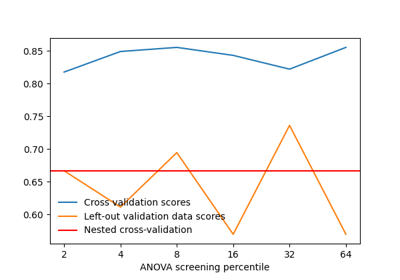 0.85
0.80
0.75
0.70
0.65
0.60
Cross validation scores
Left-out validation data scores
Nested cross-validation
2 4 8 16 32 64
ANOVA screening percentile